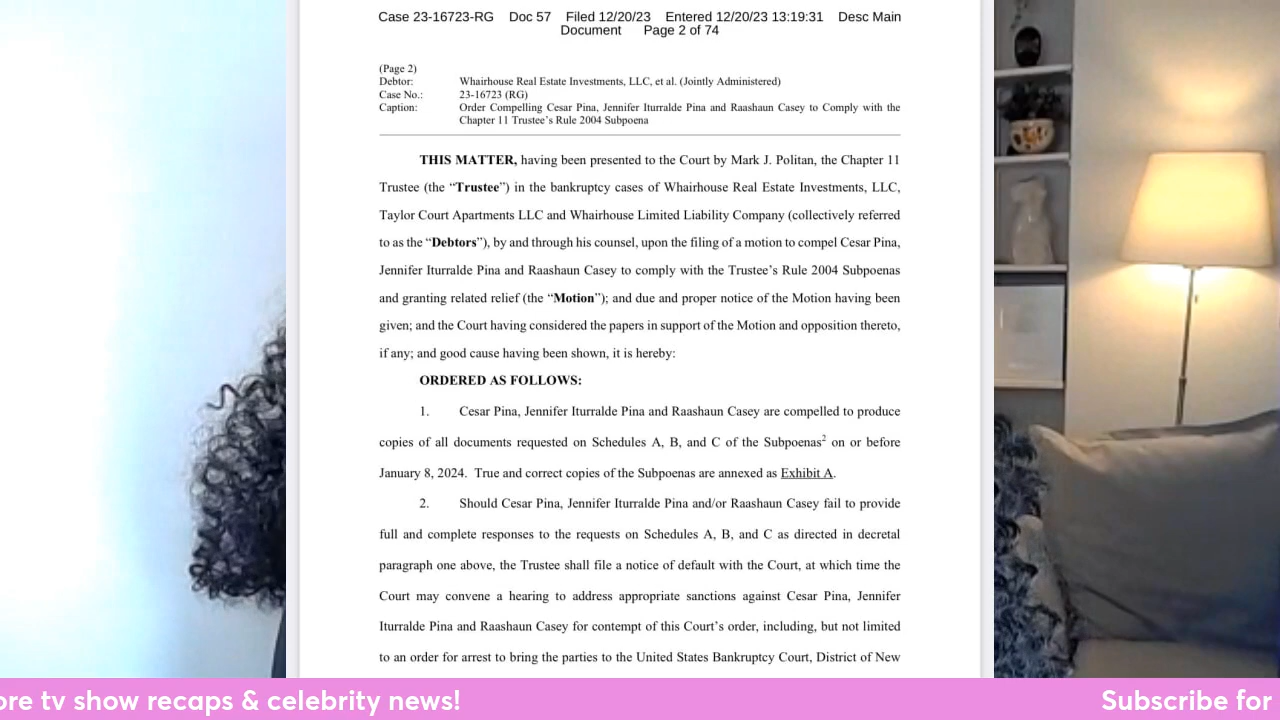 Case 23-16723-RG Doc 57 Filed 12/20/23 Entered 12/20/23 13:19:31 Desc Main
Document Page 2 of 74
(Page 2)
Debtor: Whairhouse Real Estate Investments, LLC, et al. (Jointly Administered)
Case No.: 23-16723 (RG)
Caption: Order Compelling Cesar Pina, Jennifer Iturralde Pina and Raashaun Casey to Comply with the
Chapter 11 Trustee’s Rule 2004 Subpoena
THIS MATTER, having been presented to the Court by Mark J. Politan, the Chapter 11
Trustee (the “Trustee”) in the bankruptcy cases of Whairhouse Real Estate Investments, LLC,
Taylor Court Apartments LLC and Whairhouse Limited Liability Company (collectively referred
to as the “Debtors”), by and through his counsel, upon the filing of a motion to compel Cesar Pina,
Jennifer Iturralde Pina and Raashaun Casey to comply with the Trustee’s Rule 2004 Subpoenas
and granting related relief (the “Motion”); and due and proper notice of the Motion having been
given; and the Court having considered the papers in support of the Motion and opposition thereto,
if any; and good cause having been shown, it is hereby:
ORDERED AS FOLLOWS:
1. Cesar Pina, Jennifer Iturralde Pina and Raashaun Casey are compelled to produce
copies of all documents requested on Schedules A, B, and C of the Subpoenas² on or before
January 8, 2024. True and correct copies of the Subpoenas are annexed as Exhibit A.
2. Should Cesar Pina, Jennifer Iturralde Pina and/or Raashaun Casey fail to provide
full and complete responses to the requests on Schedules A, B, and C as directed in decretal
paragraph one above, the Trustee shall file a notice of default with the Court, at which time the
Court may convene a hearing to address appropriate sanctions against Cesar Pina, Jennifer
Iturralde Pina and Raashaun Casey for contempt of this Court’s order, including, but not limited
to an order for arrest to bring the parties to the United States Bankruptcy Court, District of New
ore tv show recaps & celebrity news! Subscribe for